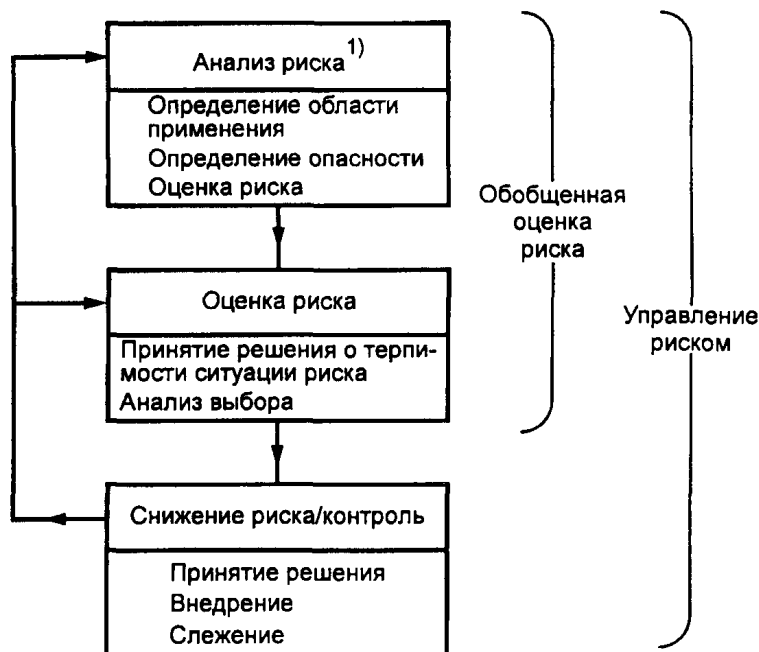 Анализ риска 1)
Определение области
применения
Определение опасности
Оценка риска
Обобщенная
оценка
риска
Оценка риска
Принятие решения о терпи-
мости ситуации риска
Анализ выбора
Управление
риском
Снижение риска/контроль
Принятие решения
Внедрение
Слежение